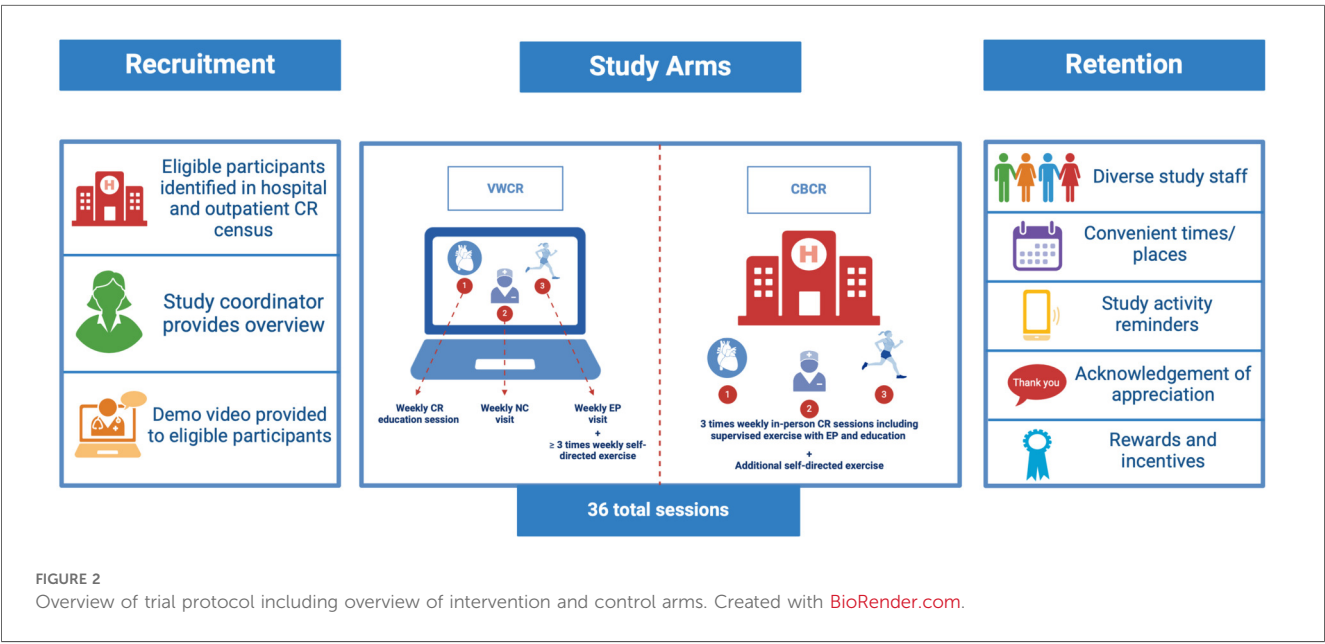 Recruitment
Eligible participants
identified in hospital
and outpatient CR
census
Study coordinator
provides overview
Demo video provided
to eligible participants
Study Arms
VWCR
H
1
2
3
Weekly CR
education session
Weekly NC
visit
Weekly EP
visit
+
≥ 3 times weekly self-
directed exercise
CBCR
H
1
2
3
3 times weekly in-person CR sessions including
supervised exercise with EP and education
+
Additional self-directed exercise
36 total sessions
Retention
Diverse study staff
Convenient times/
places
Study activity
reminders
Thank you
Acknowledgement of
appreciation
Rewards and
incentives
FIGURE 2
Overview of trial protocol including overview of intervention and control arms. Created with BioRender.com.